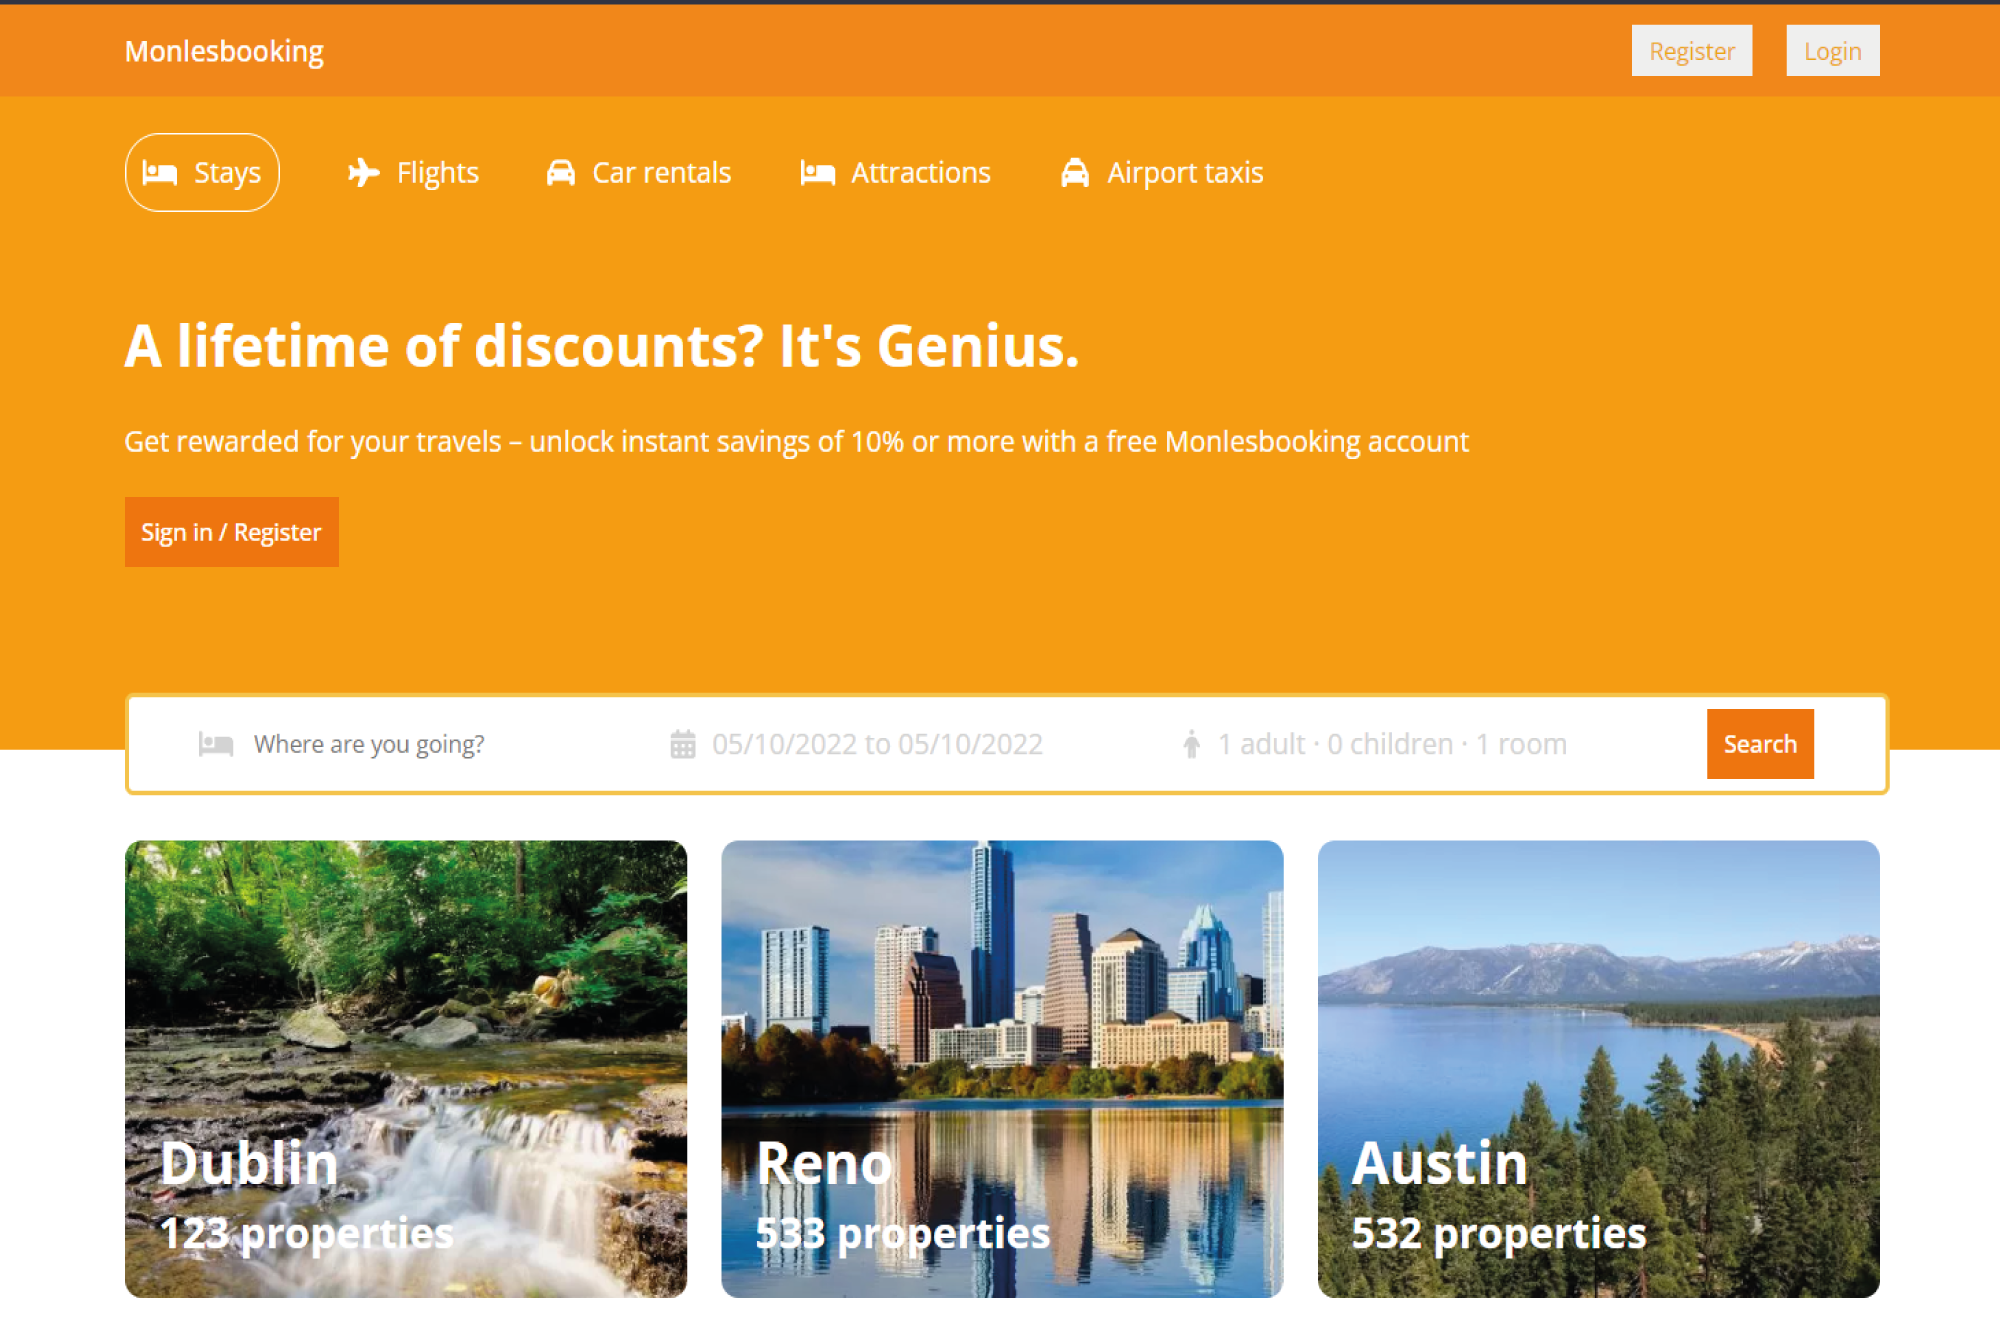 Monlesbooking
Register
Login
Stays
Flights
Car rentals
Attractions
Airport taxis
A lifetime of discounts? It's Genius.
Get rewarded for your travels – unlock instant savings of 10% or more with a free Monlesbooking account
Sign in / Register
Where are you going?
05/10/2022 to 05/10/2022
1 adult · 0 children · 1 room
Search
Dublin
123 properties
Reno
533 properties
Austin
532 properties